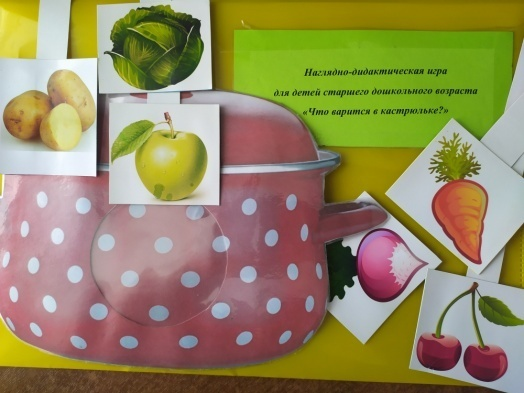 Наглядно-дидактическая игра
для детей старшего дошкольного возраста
«Что варится в кастрюльке?»